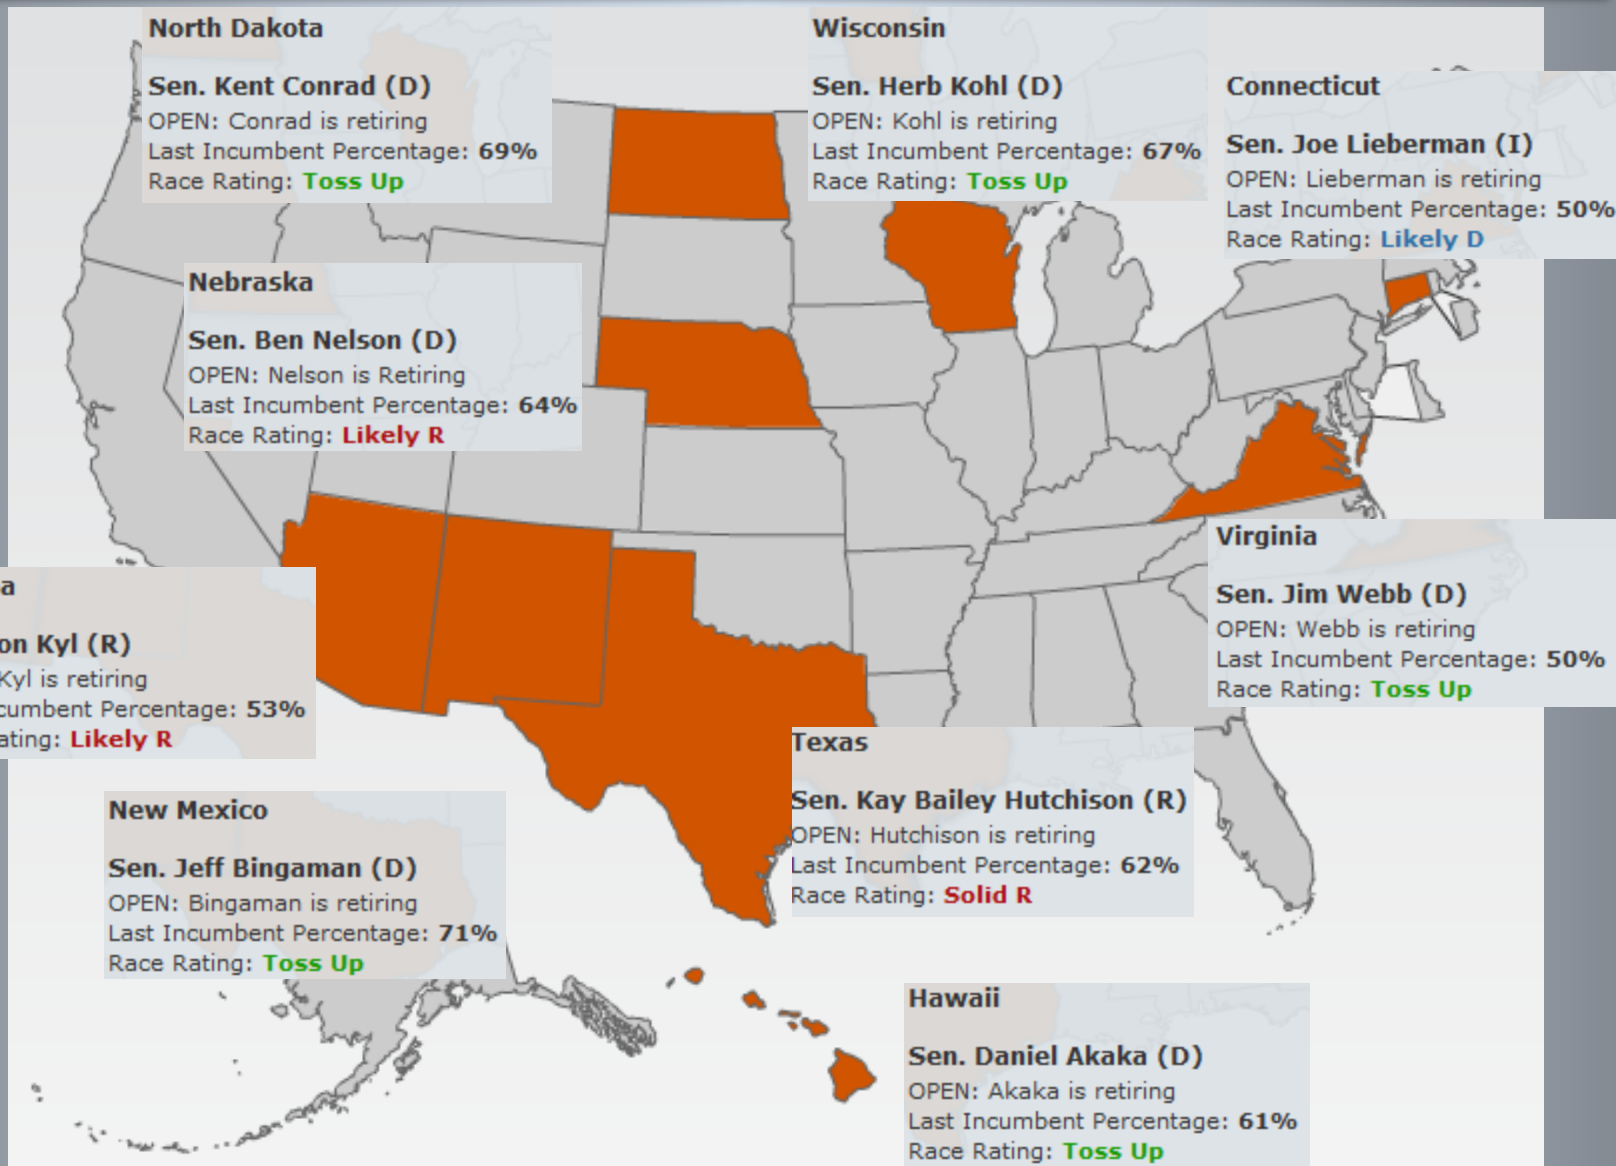 North Dakota
Sen. Kent Conrad (D)
OPEN: Conrad is retiring
Last Incumbent Percentage: 69%
Race Rating: Toss Up
Wisconsin
Sen. Herb Kohl (D)
OPEN: Kohl is retiring
Last Incumbent Percentage: 67%
Race Rating: Toss Up
Connecticut
Sen. Joe Lieberman (I)
OPEN: Lieberman is retiring
Last Incumbent Percentage: 50%
Race Rating: Likely D
Nebraska
Sen. Ben Nelson (D)
OPEN: Nelson is Retiring
Last Incumbent Percentage: 64%
Race Rating: Likely R
Virginia
Sen. Jim Webb (D)
OPEN: Webb is retiring
Last Incumbent Percentage: 50%
Race Rating: Toss Up
a
on Kyl (R)
Kyl is retiring
cumbent Percentage: 53%
ating: Likely R
Texas
Sen. Kay Bailey Hutchison (R)
OPEN: Hutchison is retiring
Last Incumbent Percentage: 62%
Race Rating: Solid R
New Mexico
Sen. Jeff Bingaman (D)
OPEN: Bingaman is retiring
Last Incumbent Percentage: 71%
Race Rating: Toss Up
Hawaii
Sen. Daniel Akaka (D)
OPEN: Akaka is retiring
Last Incumbent Percentage: 61%
Race Rating: Toss Up